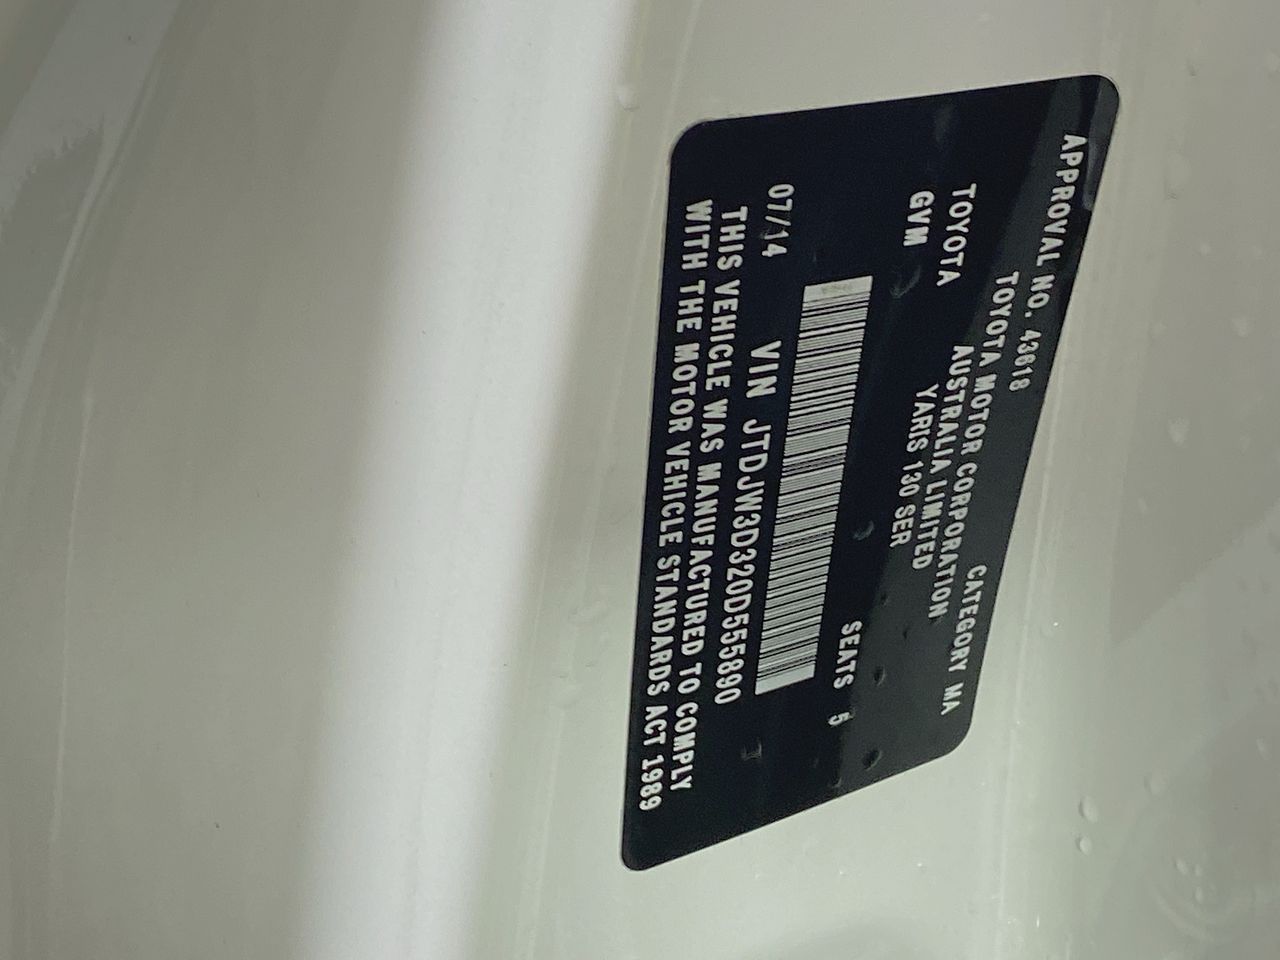 APPROVAL NO. 43618 CATEGORY MA
TOYOTA MOTOR CORPORATION
TOYOTA AUSTRALIA LIMITED
GVM YARIS 130 SER
SEATS 5
07/14 VIN JTDJW3D320D555890
THIS VEHICLE WAS MANUFACTURED TO COMPLY
WITH THE MOTOR VEHICLE STANDARDS ACT 1989